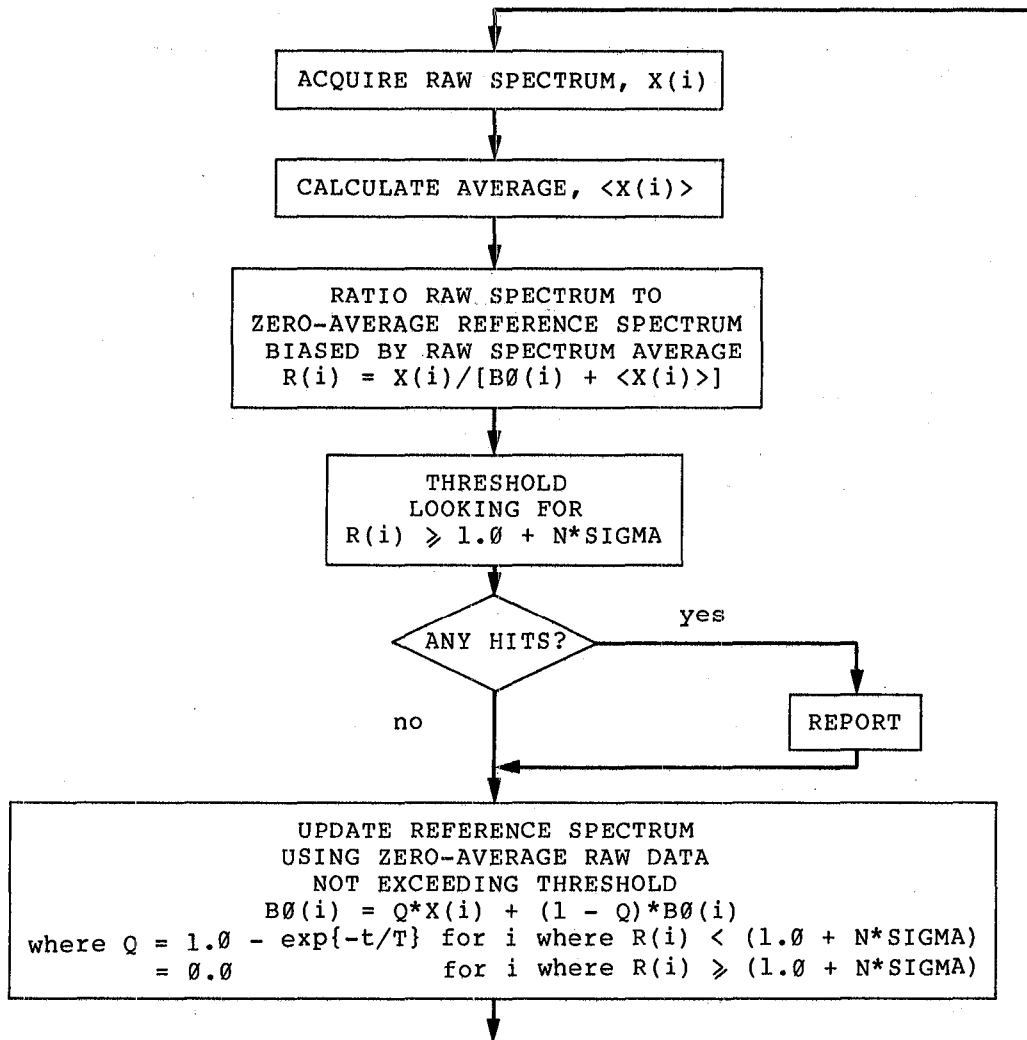 ACQUIRE RAW SPECTRUM, X(i)
CALCULATE AVERAGE, <X(i)>
RATIO RAW SPECTRUM TO
ZERO-AVERAGE REFERENCE SPECTRUM
BIASED BY RAW SPECTRUM AVERAGE
R(i) = X(i)/[BØ(i) + <X(i)>]
THRESHOLD
LOOKING FOR
R(i) ⩾ 1.Ø + N*SIGMA
ANY HITS?
yes
no
REPORT
UPDATE REFERENCE SPECTRUM
USING ZERO-AVERAGE RAW DATA
NOT EXCEEDING THRESHOLD
BØ(i) = Q*X(i) + (1 - Q)*BØ(i)
where Q = 1.Ø - exp{-t/T} for i where R(i) < (1.Ø + N*SIGMA)
= Ø.Ø for i where R(i) ⩾ (1.Ø + N*SIGMA)